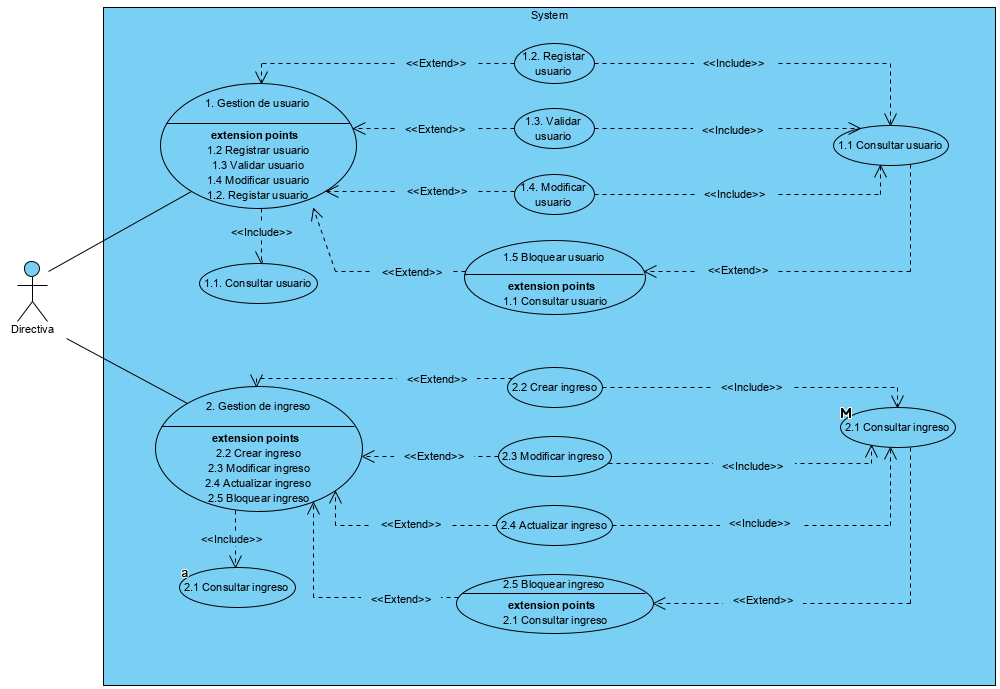 System
<<Extend>>
1.2. Registar
usuario
<<Include>>
1. Gestion de usuario
extension points
1.2 Registrar usuario
1.3 Validar usuario
1.4 Modificar usuario
1.2. Registar usuario
<<Extend>>
1.3. Validar
usuario
<<Include>>
1.1 Consultar usuario
<<Extend>>
1.4. Modificar
usuario
<<Include>>
<<Include>>
1.1. Consultar usuario
<<Extend>>
1.5 Bloquear usuario
extension points
1.1 Consultar usuario
<<Extend>>
Directiva
<<Extend>>
2.2 Crear ingreso
<<Include>>
2. Gestion de ingreso
extension points
2.2 Crear ingreso
2.3 Modificar ingreso
2.4 Actualizar ingreso
2.5 Bloquear ingreso
M
2.1 Consultar ingreso
<<Extend>>
2.3 Modificar ingreso
<<Include>>
<<Extend>>
2.4 Actualizar ingreso
<<Include>>
<<Include>>
a
2.1 Consultar ingreso
<<Extend>>
2.5 Bloquear ingreso
extension points
2.1 Consultar ingreso
<<Extend>>